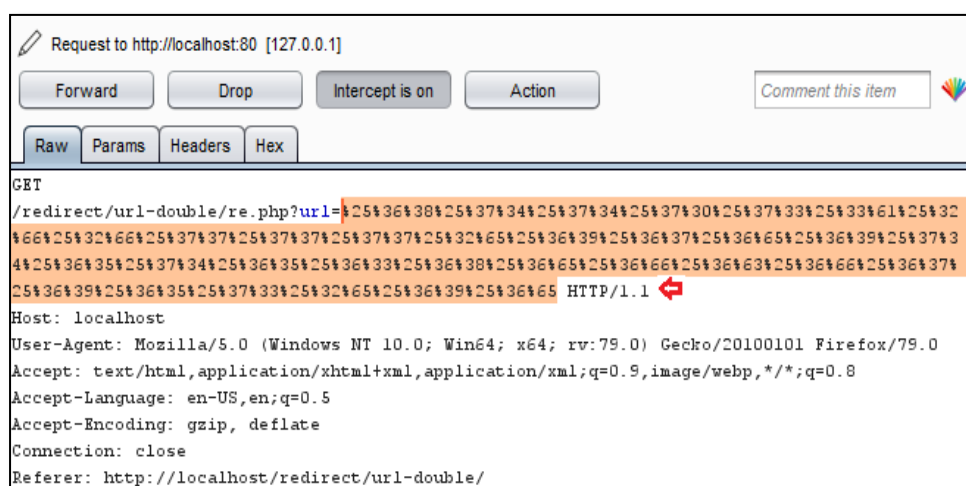 Request to http://localhost:80 [127.0.0.1]
Forward Drop Intercept is on Action Comment this item
Raw Params Headers Hex
GET
/redirect/url-double/re.php?url=%25%36%38%25%37%34%25%37%34%25%37%30%25%37%33%25%33%61%25%32
%66%25%32%66%25%37%37%25%37%37%25%37%37%25%32%65%25%36%39%25%36%37%25%36%65%25%36%39%25%37%3
4%25%36%35%25%37%34%25%36%35%25%36%33%25%36%38%25%36%65%25%36%66%25%36%63%25%36%66%25%36%37%
25%36%39%25%36%35%25%37%33%25%32%65%25%36%39%25%36%65 HTTP/1.1
Host: localhost
User-Agent: Mozilla/5.0 (Windows NT 10.0; Win64; x64; rv:79.0) Gecko/20100101 Firefox/79.0
Accept: text/html,application/xhtml+xml,application/xml;q=0.9,image/webp,*/*;q=0.8
Accept-Language: en-US,en;q=0.5
Accept-Encoding: gzip, deflate
Connection: close
Referer: http://localhost/redirect/url-double/